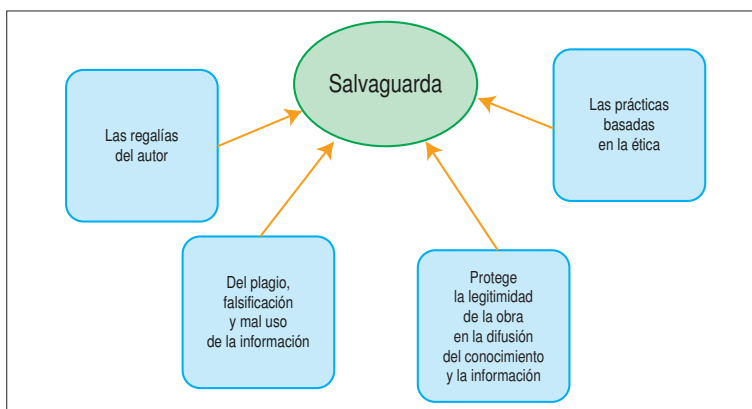 Salvaguarda
Las regalías
del autor
Las prácticas
basadas
en la ética
Del plagio,
falsificación
y mal uso
de la información
Protege
la legitimidad
de la obra
en la difusión
del conocimiento
y la información